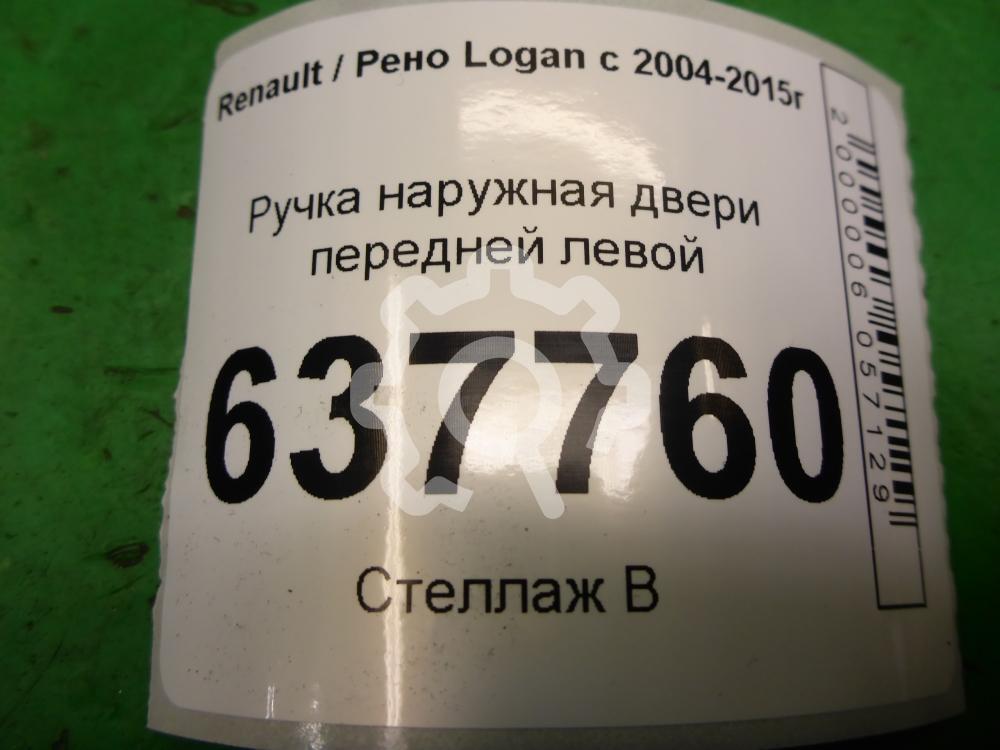 Renault / Рено Logan с 2004-2015г
Ручка наружная двери
передней левой
637760
Стеллаж В
2000006057129